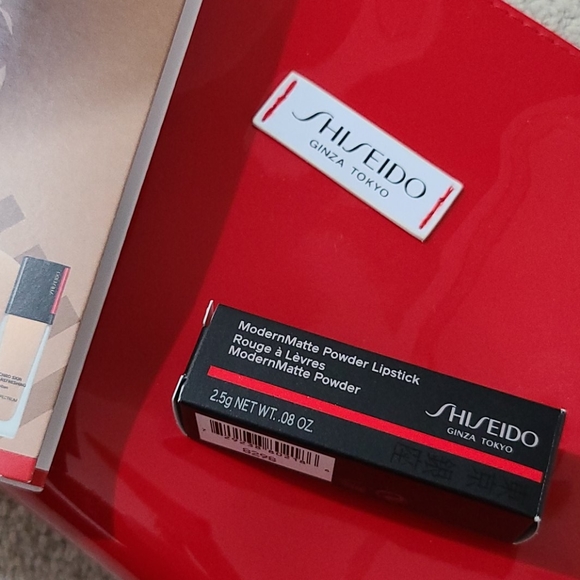 SHISEIDO
GINZA TOKYO
ModernMatte Powder Lipstick
Rouge à Lèvres
ModernMatte Powder
2.5g NET WT. .08 OZ
SHISEIDO
GINZA TOKYO
SHISEIDO